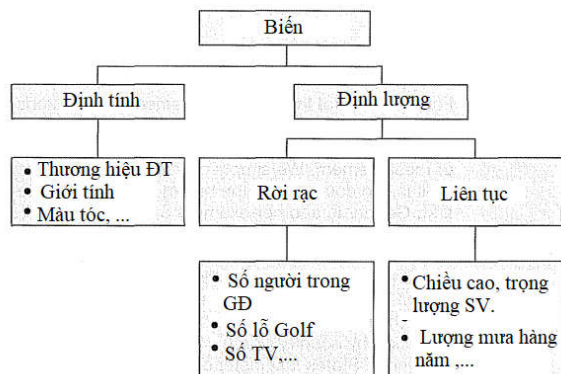 Biến
Định tính
Định lượng
• Thương hiệu ĐT
• Giới tính
• Màu tóc, ...
Rời rạc
Liên tục
• Số người trong
GĐ
• Số lỗ Golf
• Số TV,...
• Chiều cao, trọng
lượng SV.
• Lượng mưa hàng
năm ,...